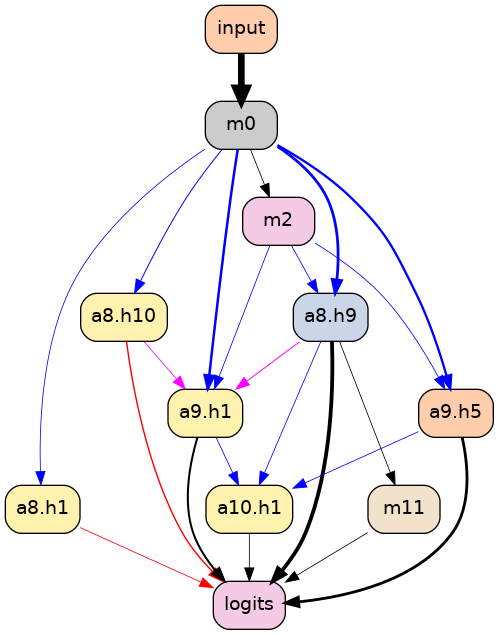 input
m0
m2
a8.h10
a8.h9
a9.h1
a9.h5
a8.h1
a10.h1
m11
logits